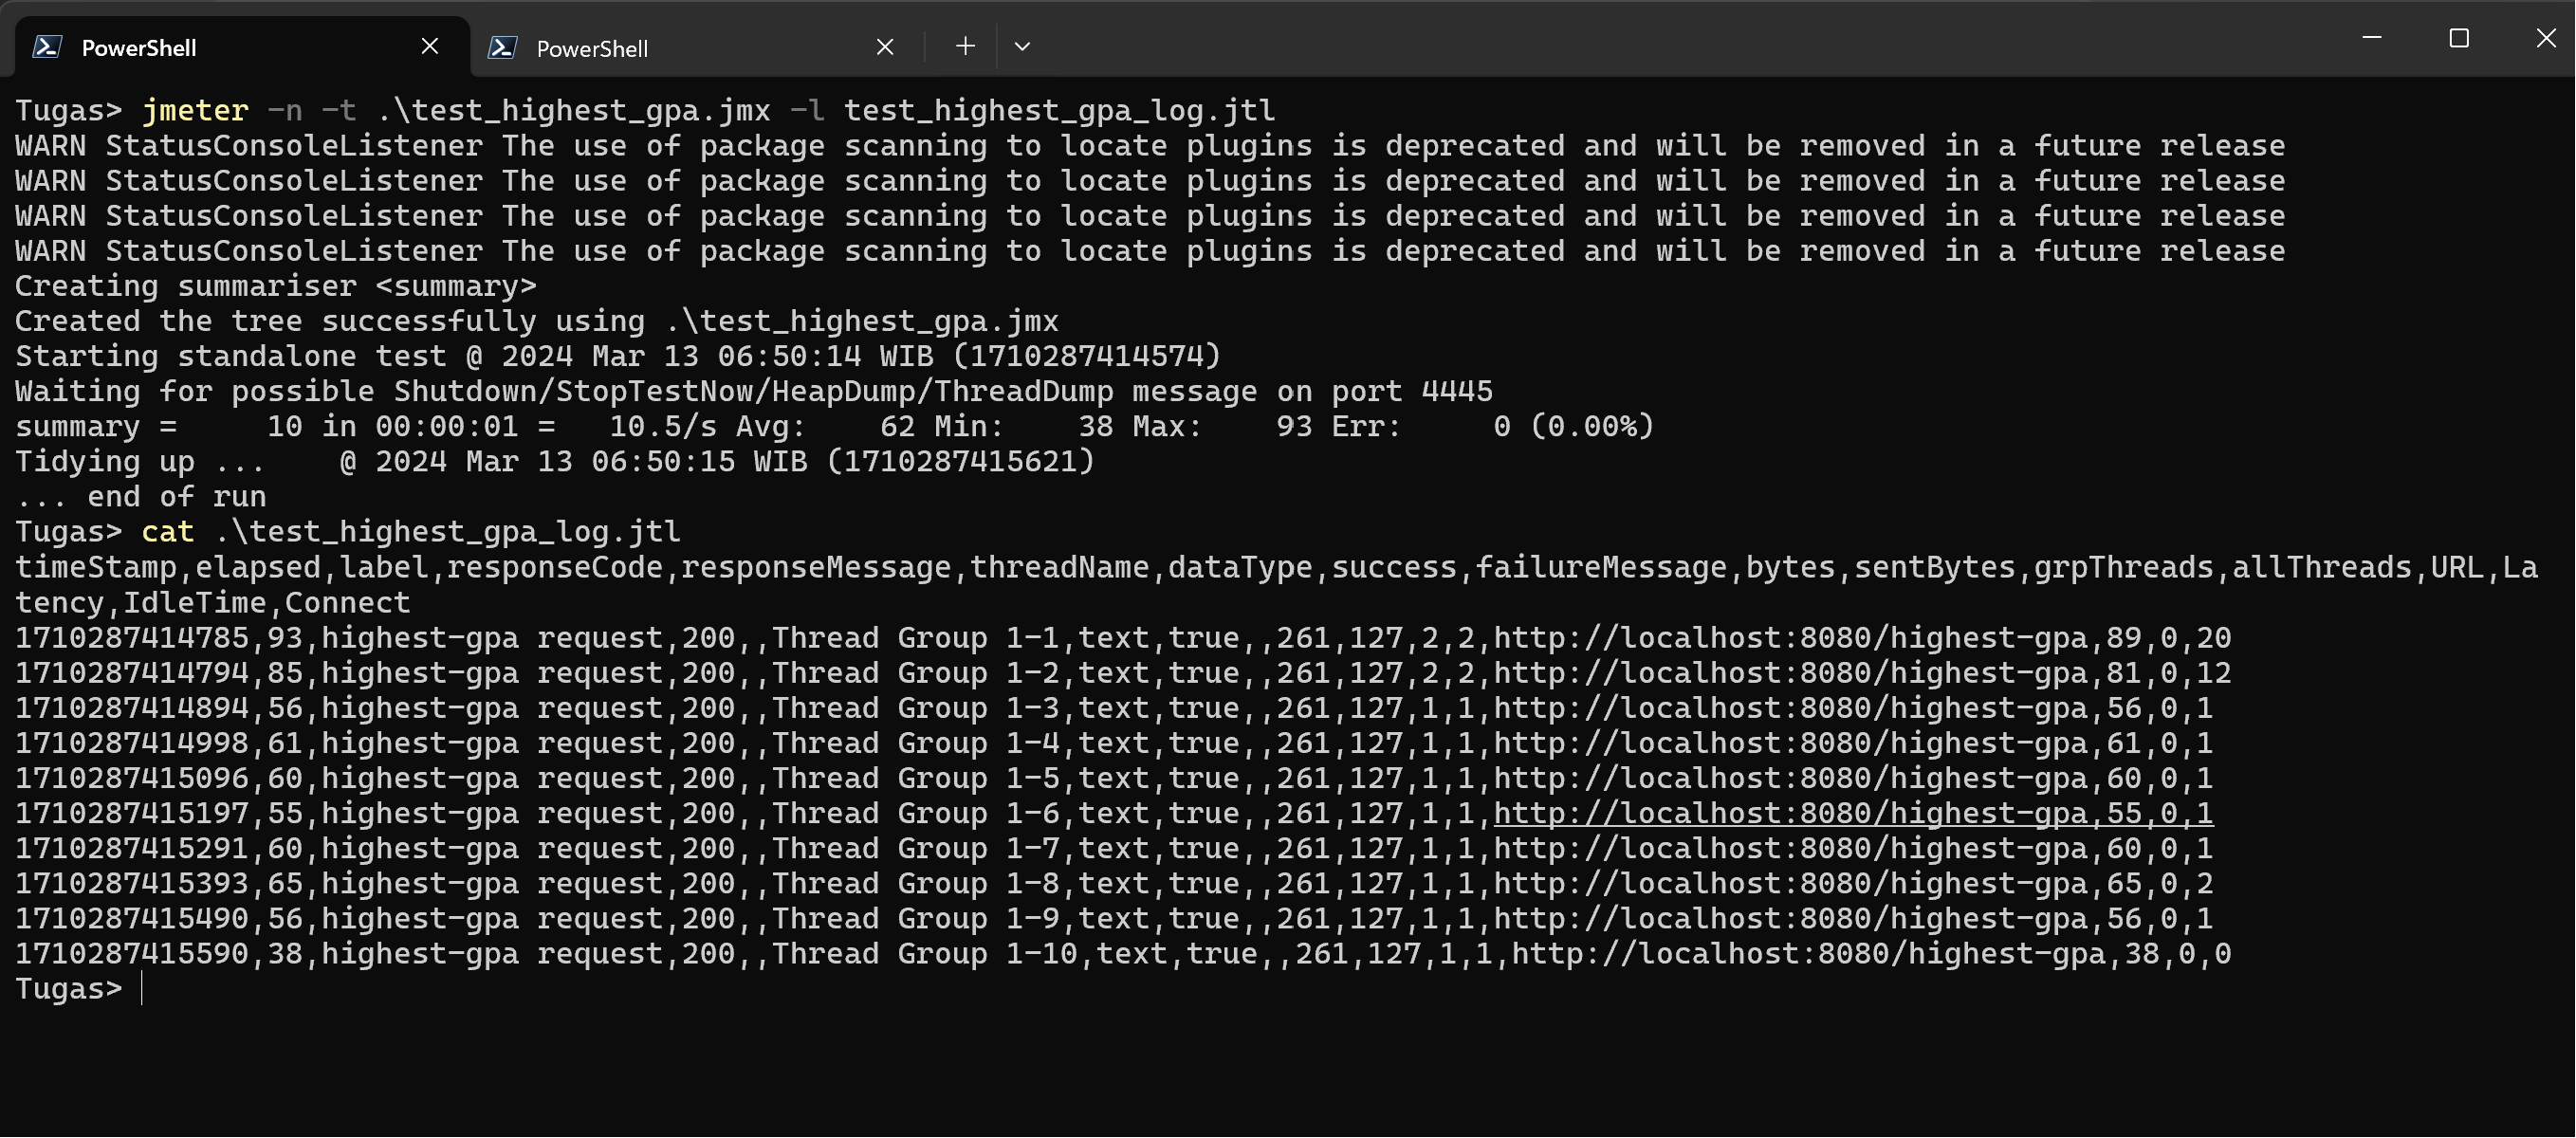 PowerShell
PowerShell
Tugas> jmeter -n -t .\test_highest_gpa.jmx -l test_highest_gpa_log.jtl
WARN StatusConsoleListener The use of package scanning to locate plugins is deprecated and will be removed in a future release
WARN StatusConsoleListener The use of package scanning to locate plugins is deprecated and will be removed in a future release
WARN StatusConsoleListener The use of package scanning to locate plugins is deprecated and will be removed in a future release
WARN StatusConsoleListener The use of package scanning to locate plugins is deprecated and will be removed in a future release
Creating summariser <summary>
Created the tree successfully using .\test_highest_gpa.jmx
Starting standalone test @ 2024 Mar 13 06:50:14 WIB (1710287414574)
Waiting for possible Shutdown/StopTestNow/HeapDump/ThreadDump message on port 4445
summary =     10 in 00:00:01 =   10.5/s Avg:    62 Min:    38 Max:    93 Err:     0 (0.00%)
Tidying up ...    @ 2024 Mar 13 06:50:15 WIB (1710287415621)
... end of run
Tugas> cat .\test_highest_gpa_log.jtl
timeStamp,elapsed,label,responseCode,responseMessage,threadName,dataType,success,failureMessage,bytes,sentBytes,grpThreads,allThreads,URL,La
tency,IdleTime,Connect
1710287414785,93,highest-gpa request,200,,Thread Group 1-1,text,true,,261,127,2,2,http://localhost:8080/highest-gpa,89,0,20
1710287414794,85,highest-gpa request,200,,Thread Group 1-2,text,true,,261,127,2,2,http://localhost:8080/highest-gpa,81,0,12
1710287414894,56,highest-gpa request,200,,Thread Group 1-3,text,true,,261,127,1,1,http://localhost:8080/highest-gpa,56,0,1
1710287414998,61,highest-gpa request,200,,Thread Group 1-4,text,true,,261,127,1,1,http://localhost:8080/highest-gpa,61,0,1
1710287415096,60,highest-gpa request,200,,Thread Group 1-5,text,true,,261,127,1,1,http://localhost:8080/highest-gpa,60,0,1
1710287415197,55,highest-gpa request,200,,Thread Group 1-6,text,true,,261,127,1,1,http://localhost:8080/highest-gpa,55,0,1
1710287415291,60,highest-gpa request,200,,Thread Group 1-7,text,true,,261,127,1,1,http://localhost:8080/highest-gpa,60,0,1
1710287415393,65,highest-gpa request,200,,Thread Group 1-8,text,true,,261,127,1,1,http://localhost:8080/highest-gpa,65,0,2
1710287415490,56,highest-gpa request,200,,Thread Group 1-9,text,true,,261,127,1,1,http://localhost:8080/highest-gpa,56,0,1
1710287415590,38,highest-gpa request,200,,Thread Group 1-10,text,true,,261,127,1,1,http://localhost:8080/highest-gpa,38,0,0
Tugas>